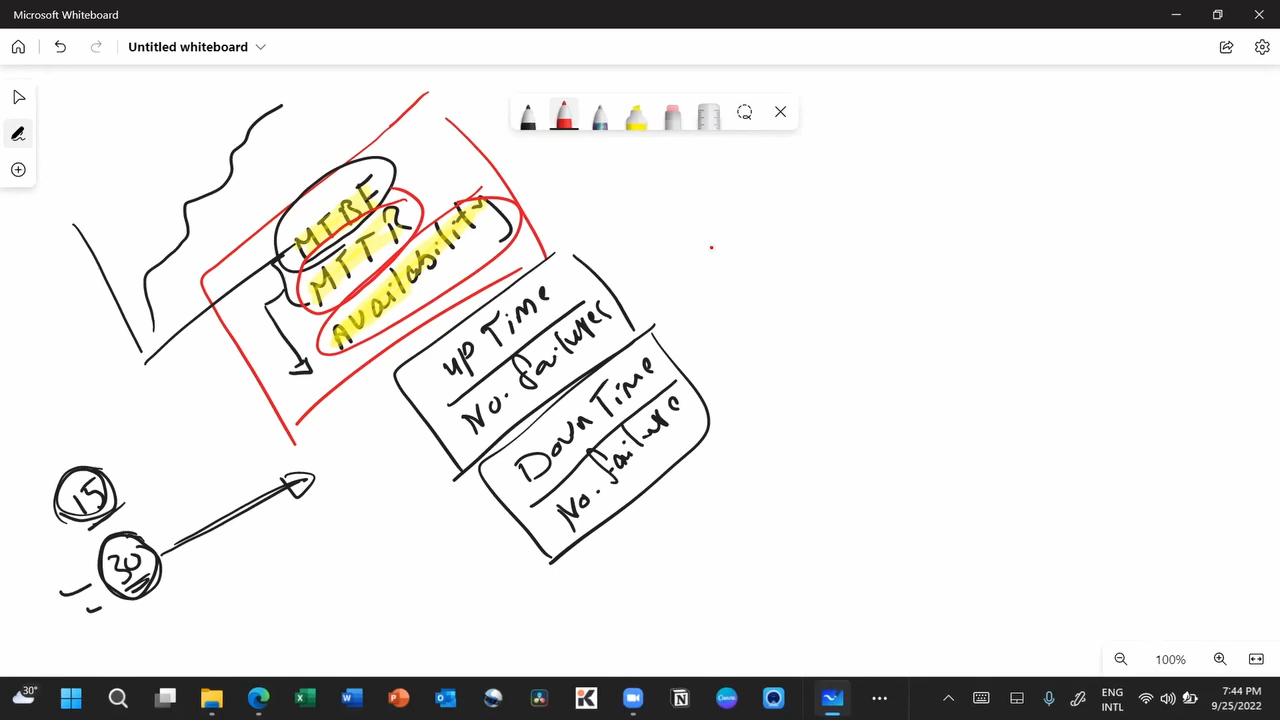 Microsoft Whiteboard
Untitled whiteboard
MTBF
MTTR
Availability
UP Time
No. failures
Down Time
No. failure
15
30
100%
30°
ENG
INTL
7:44 PM
9/25/2022